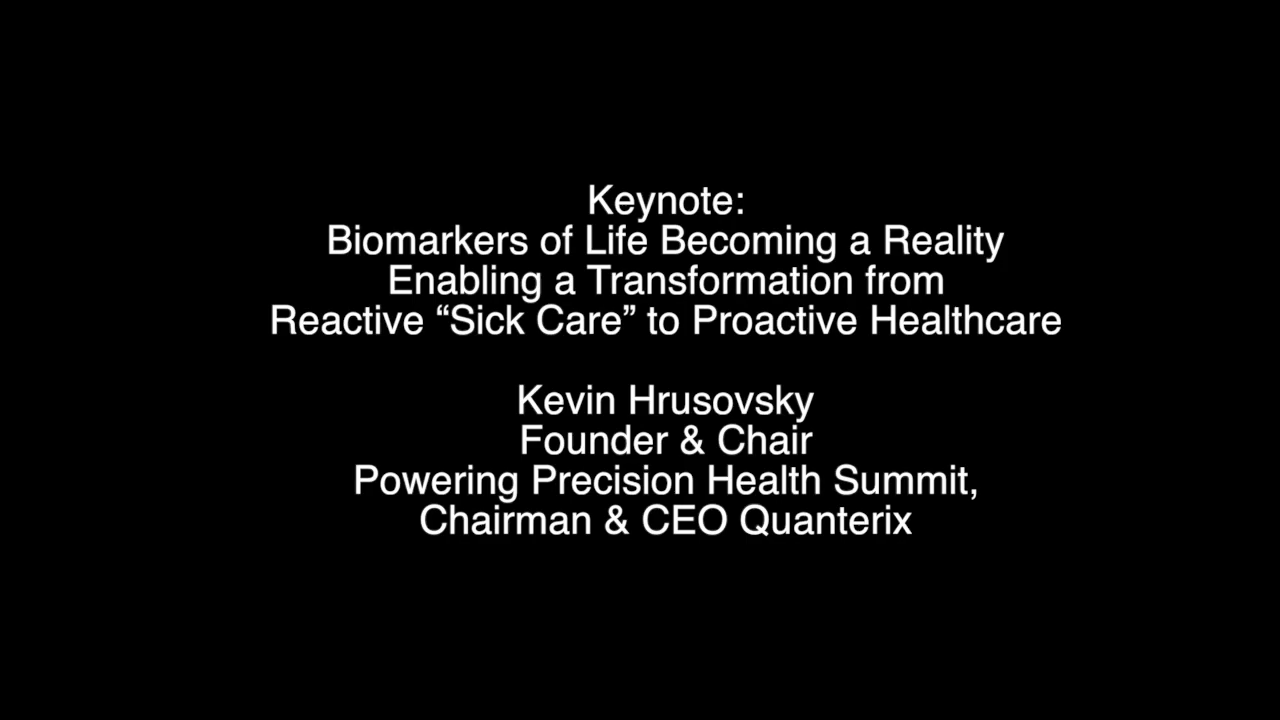 Keynote:
Biomarkers of Life Becoming a Reality
Enabling a Transformation from
Reactive “Sick Care” to Proactive Healthcare
Kevin Hrusovsky
Founder & Chair
Powering Precision Health Summit,
Chairman & CEO Quanterix